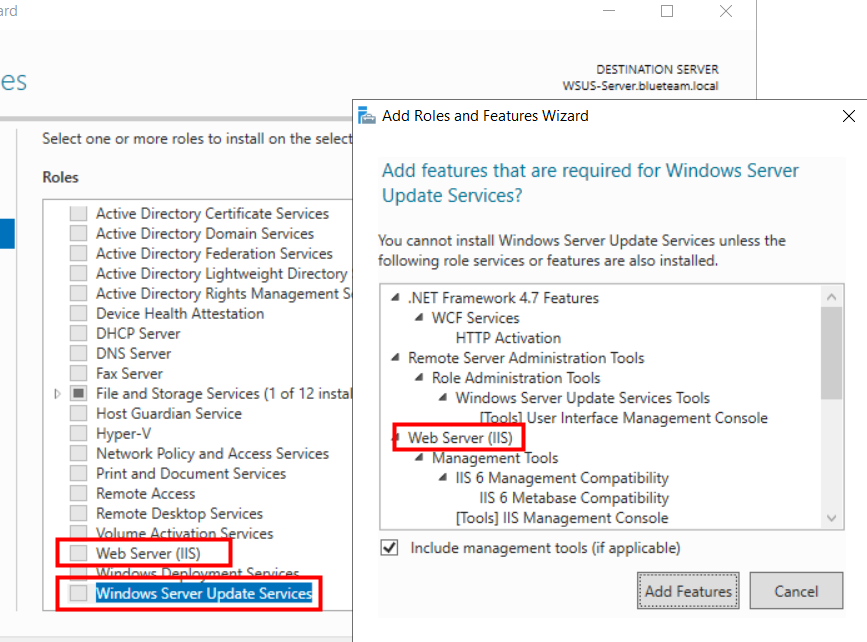 ard
es
DESTINATION SERVER
WSUS-Server.blueteam.local
Select one or more roles to install on the select
Roles
Active Directory Certificate Services
Active Directory Domain Services
Active Directory Federation Services
Active Directory Lightweight Directory
Active Directory Rights Management Se
Device Health Attestation
DHCP Server
DNS Server
Fax Server
File and Storage Services (1 of 12 instal
Host Guardian Service
Hyper-V
Network Policy and Access Services
Print and Document Services
Remote Access
Remote Desktop Services
Volume Activation Services
Web Server (IIS)
Windows Deployment Services
Windows Server Update Services
Add Roles and Features Wizard
Add features that are required for Windows Server
Update Services?
You cannot install Windows Server Update Services unless the
following role services or features are also installed.
.NET Framework 4.7 Features
WCF Services
HTTP Activation
Remote Server Administration Tools
Role Administration Tools
Windows Server Update Services Tools
[Tools] User Interface Management Console
Web Server (IIS)
Management Tools
IIS 6 Management Compatibility
IIS 6 Metabase Compatibility
[Tools] IIS Management Console
Include management tools (if applicable)
Add Features
Cancel